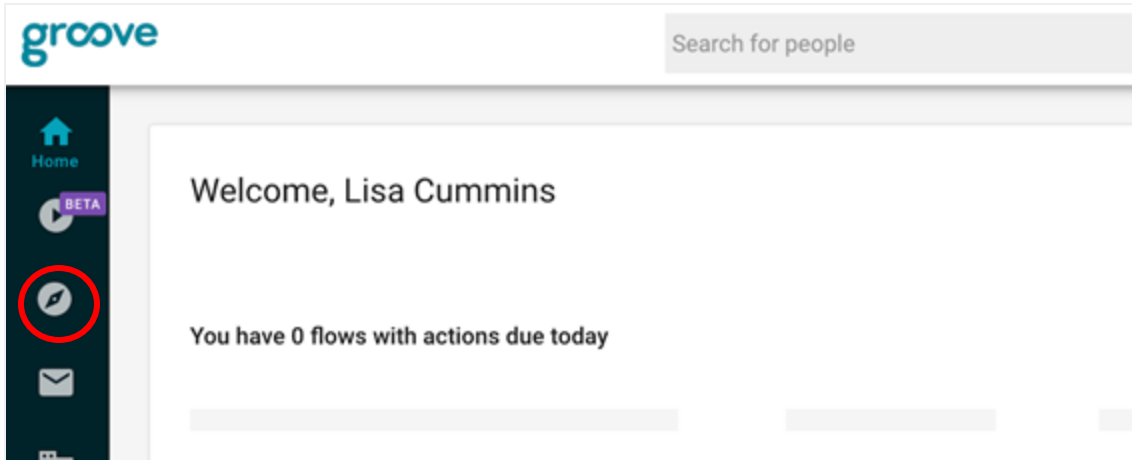 groove
Search for people
Home
BETA
Welcome, Lisa Cummins
You have 0 flows with actions due today